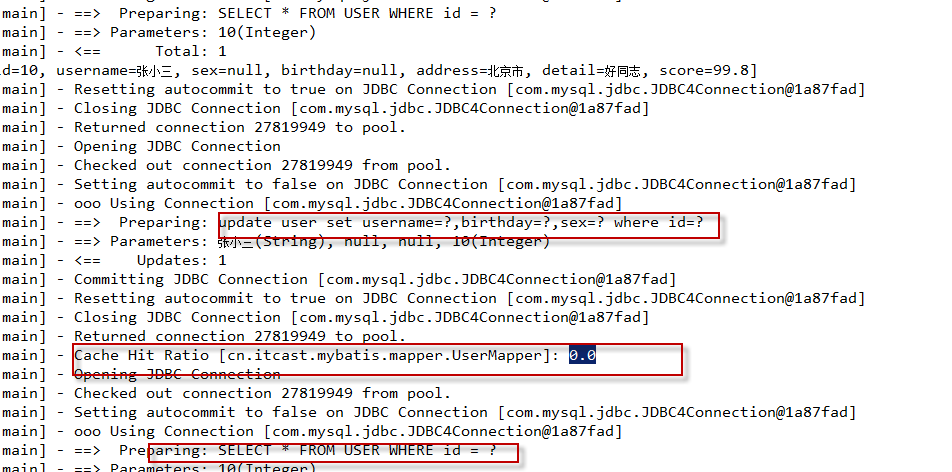 main] - ==>  Preparing: SELECT * FROM USER WHERE id = ?
main] - ==> Parameters: 10(Integer)
main] - <==      Total: 1
id=10, username=张小三, sex=null, birthday=null, address=北京市, detail=好同志, score=99.8]
main] - Resetting autocommit to true on JDBC Connection [com.mysql.jdbc.JDBC4Connection@1a87fad]
main] - Closing JDBC Connection [com.mysql.jdbc.JDBC4Connection@1a87fad]
main] - Returned connection 27819949 to pool.
main] - Opening JDBC Connection
main] - Checked out connection 27819949 from pool.
main] - Setting autocommit to false on JDBC Connection [com.mysql.jdbc.JDBC4Connection@1a87fad]
main] - ooo Using Connection [com.mysql.jdbc.JDBC4Connection@1a87fad]
main] - ==>  Preparing: update user set username=?,birthday=?,sex=? where id=?
main] - ==> Parameters: 张小三(String), null, null, 10(Integer)
main] - <==    Updates: 1
main] - Committing JDBC Connection [com.mysql.jdbc.JDBC4Connection@1a87fad]
main] - Resetting autocommit to true on JDBC Connection [com.mysql.jdbc.JDBC4Connection@1a87fad]
main] - Closing JDBC Connection [com.mysql.jdbc.JDBC4Connection@1a87fad]
main] - Returned connection 27819949 to pool.
main] - Cache Hit Ratio [cn.itcast.mybatis.mapper.UserMapper]: 0.0
main] - Opening JDBC Connection
main] - Checked out connection 27819949 from pool.
main] - Setting autocommit to false on JDBC Connection [com.mysql.jdbc.JDBC4Connection@1a87fad]
main] - ooo Using Connection [com.mysql.jdbc.JDBC4Connection@1a87fad]
main] - ==>  Preparing: SELECT * FROM USER WHERE id = ?
main] - ==> Parameters: 10(Integer)